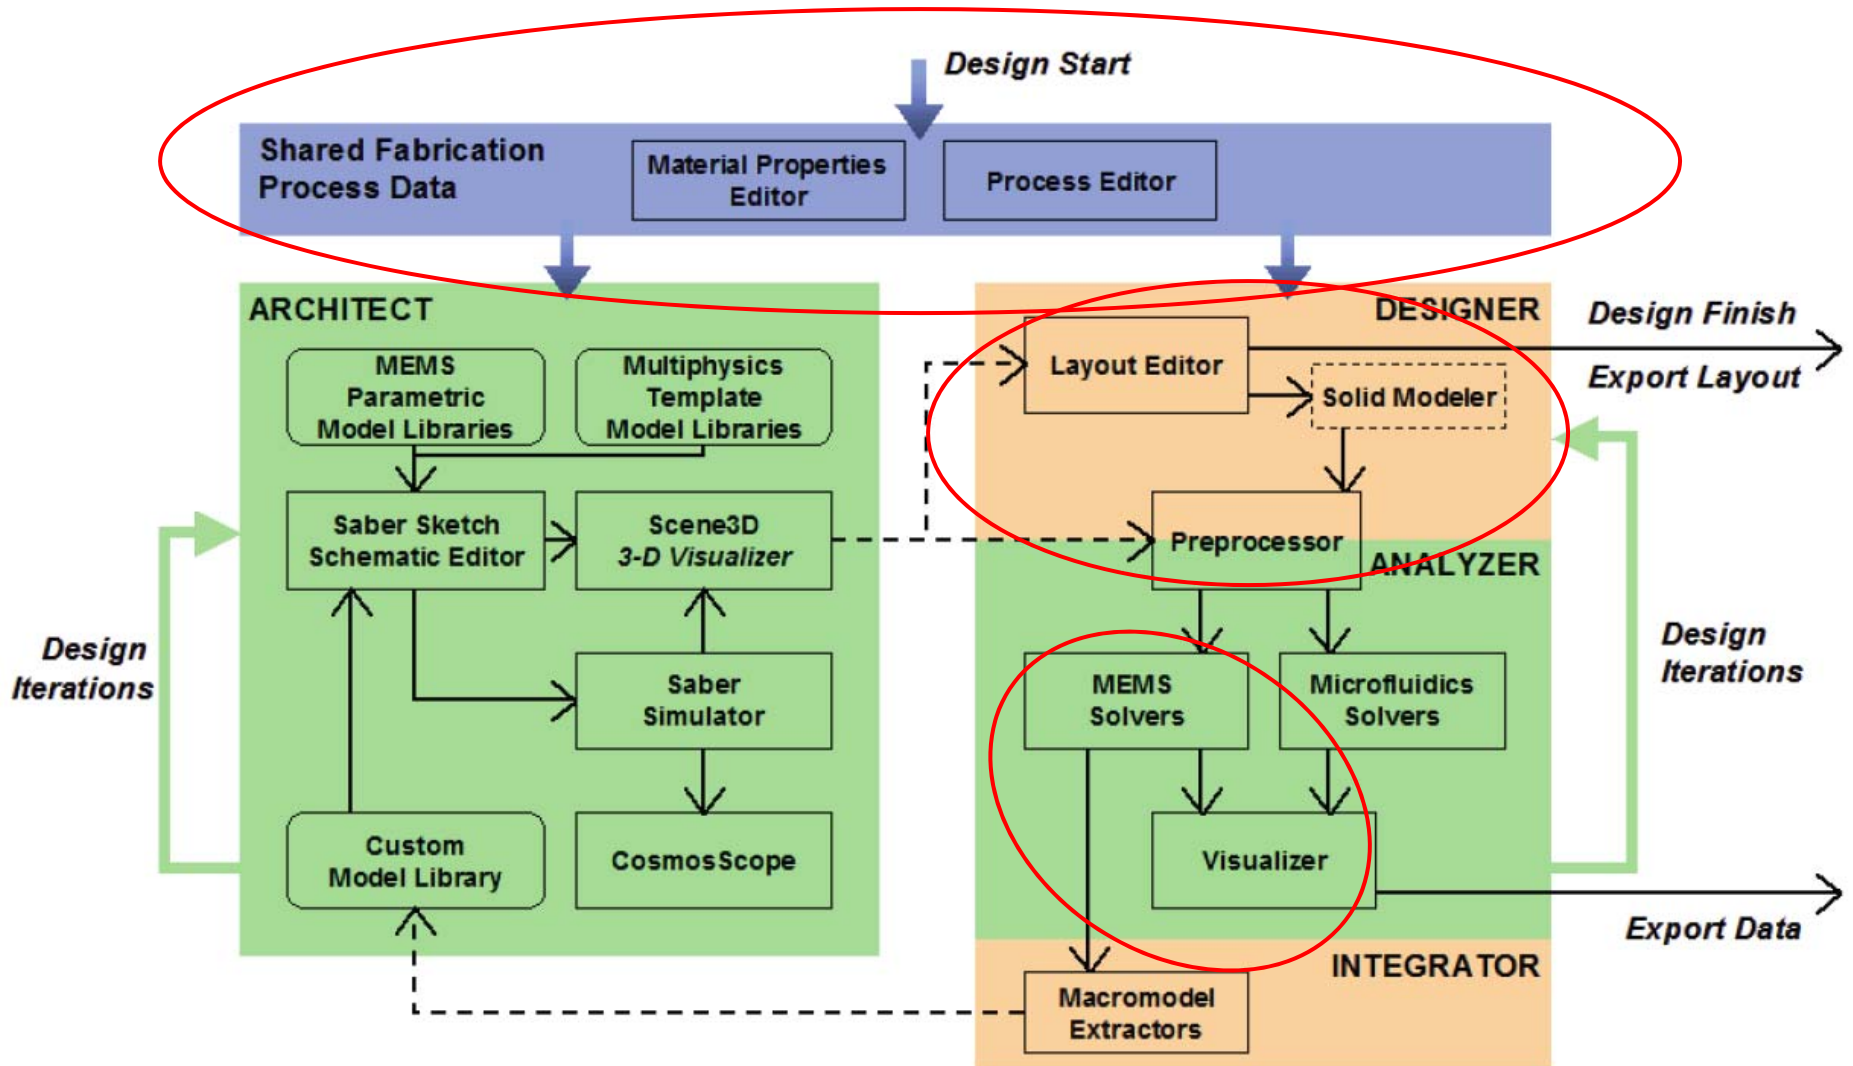 Design Start
Shared Fabrication
Process Data
Material Properties
Editor
Process Editor
ARCHITECT
MEMS
Parametric
Model Libraries
Multiphysics
Template
Model Libraries
Saber Sketch
Schematic Editor
Scene3D
3-D Visualizer
Saber
Simulator
Custom
Model Library
CosmosScope
Design
Iterations
DESIGNER
Layout Editor
Solid Modeler
Design Finish
Export Layout
Preprocessor
ANALYZER
MEMS
Solvers
Microfluidics
Solvers
Visualizer
Design
Iterations
Export Data
INTEGRATOR
Macromodel
Extractors